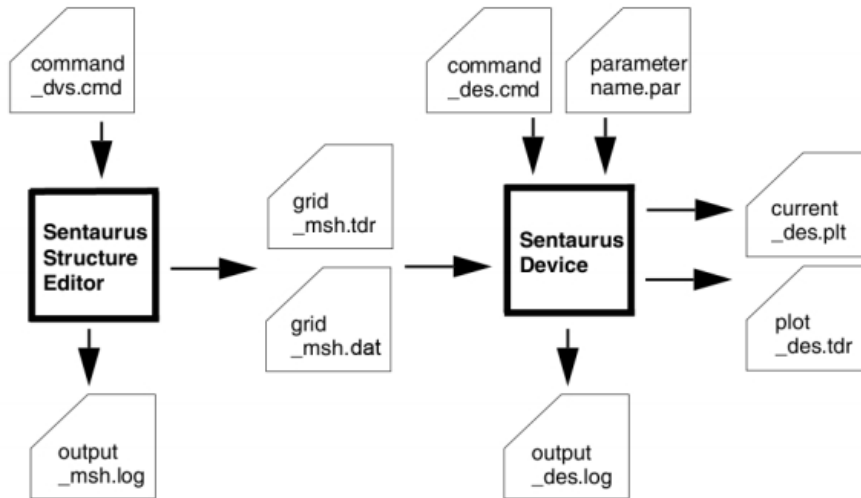 command
_dvs.cmd
command
_des.cmd
parameter
name.par
Sentaurus
Structure
Editor
grid
_msh.tdr
grid
_msh.dat
Sentaurus
Device
current
_des.plt
plot
_des.tdr
output
_msh.log
output
_des.log